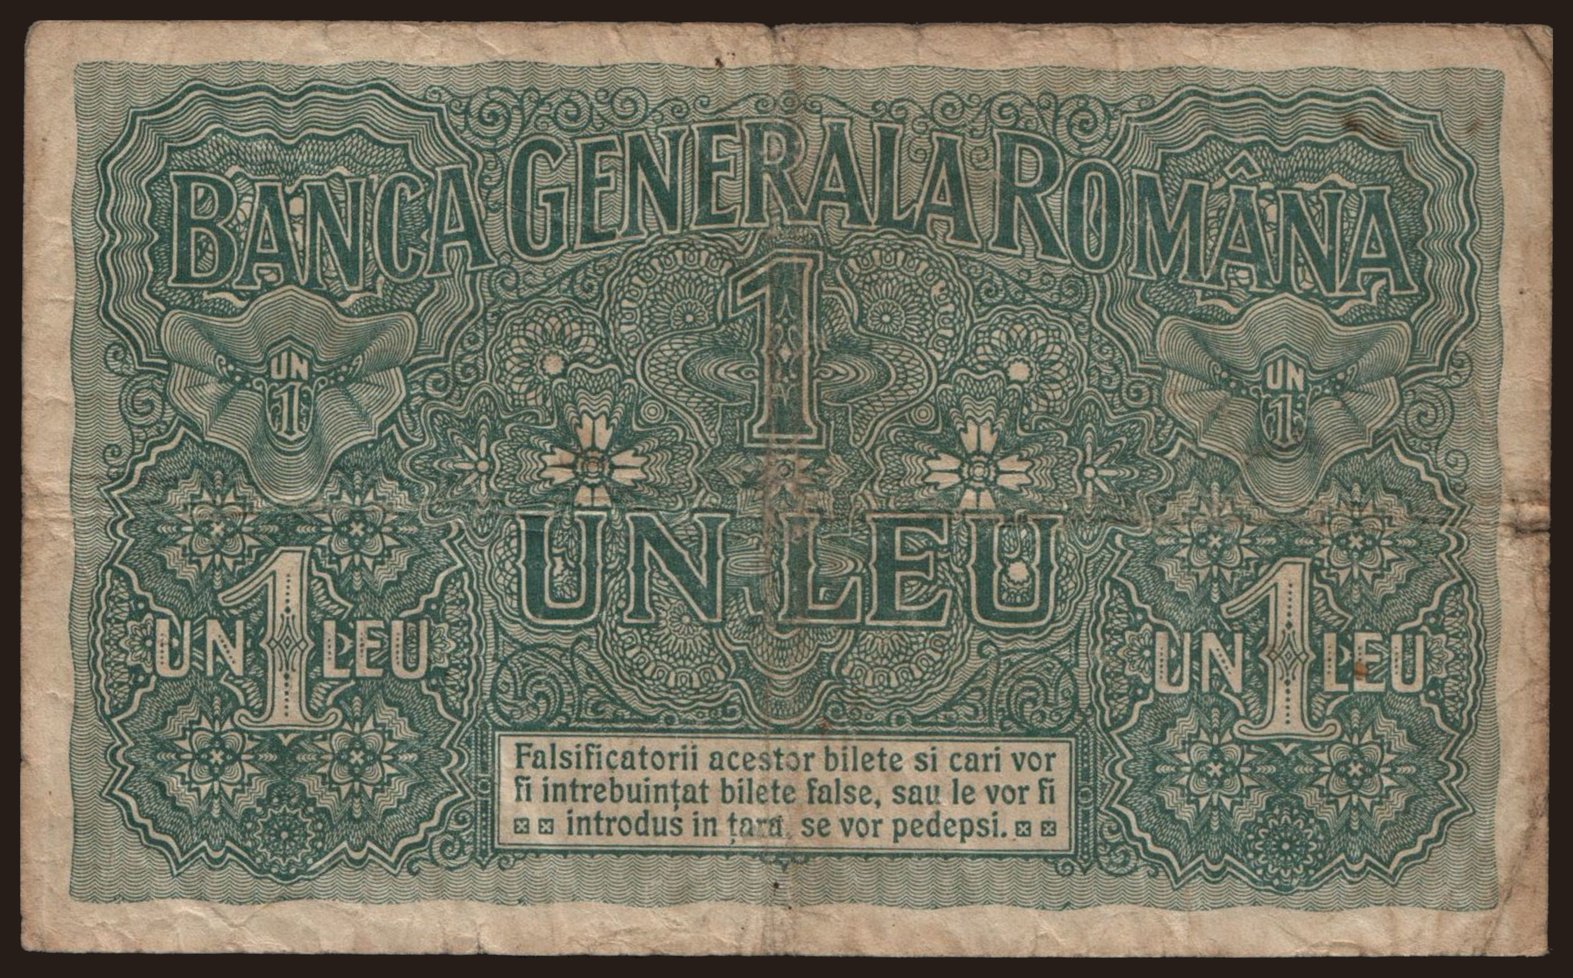 BANCA GENERALA ROMÂNA
1
UN
1
UN
1
UN LEU
UN 1 LEU
UN 1 LEU
Falsificatorii acestor bilete si cari vor
fi intrebuințat bilete false, sau le vor fi
introdus in țara, se vor pedepsi.